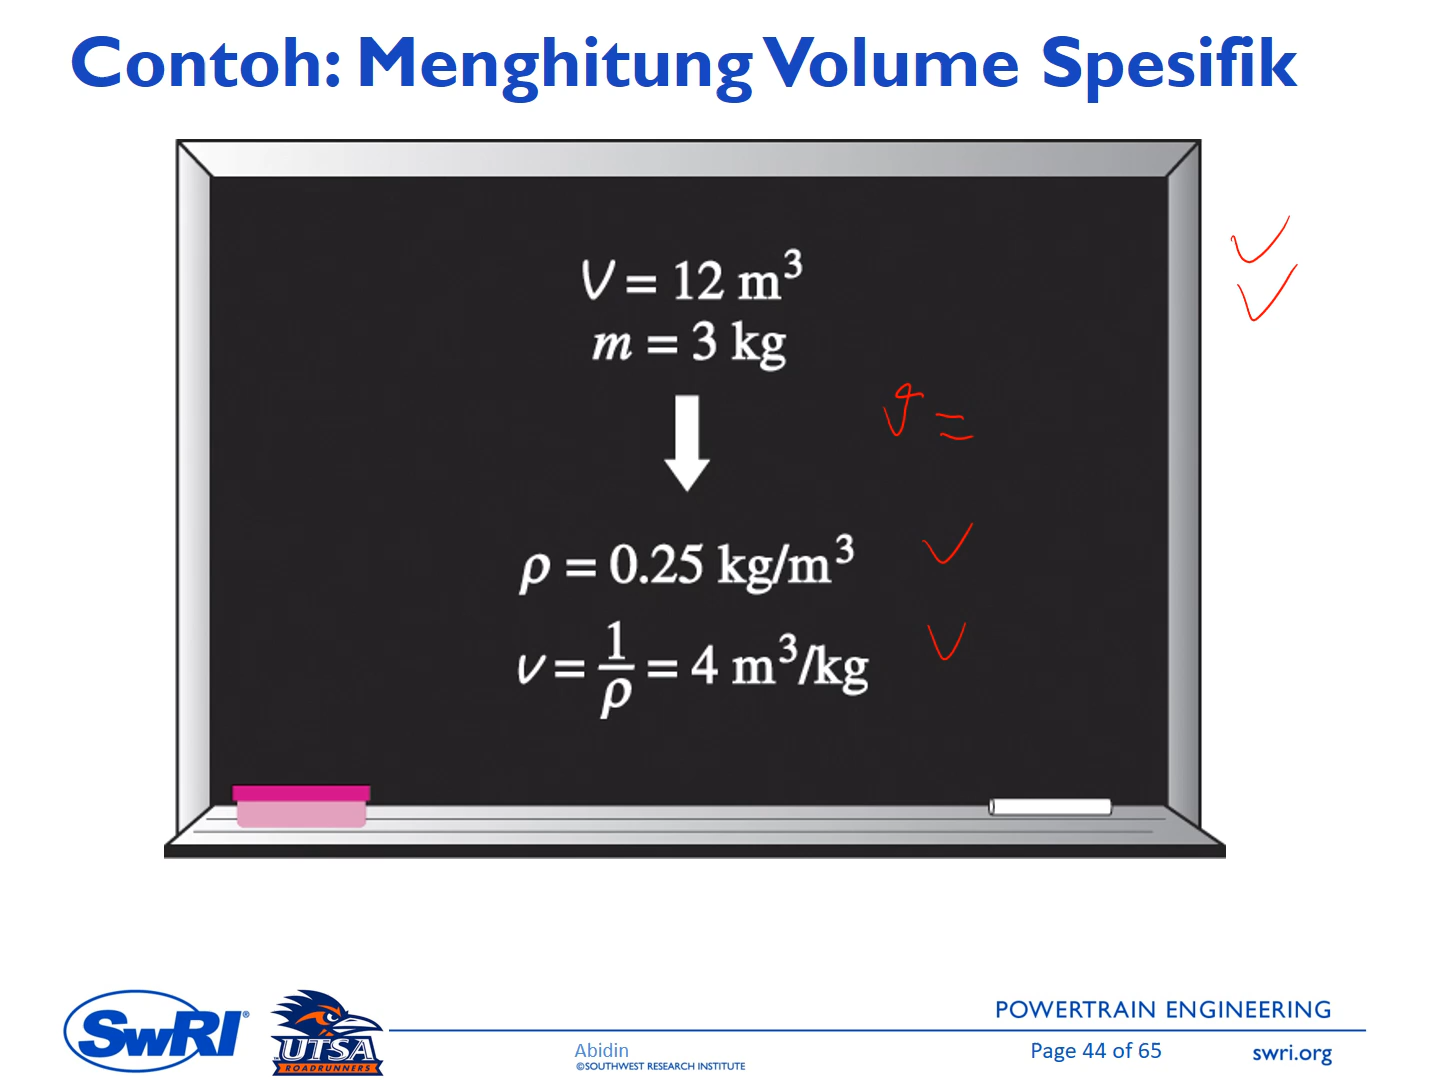 Contoh: Menghitung Volume Spesifik
V = 12 m³
m = 3 kg
v =
ρ = 0.25 kg/m³
v = 1/ρ = 4 m³/kg
SwRI®
UTSA
ROADRUNNERS
POWERTRAIN ENGINEERING
Abidin
©SOUTHWEST RESEARCH INSTITUTE
Page 44 of 65
swri.org